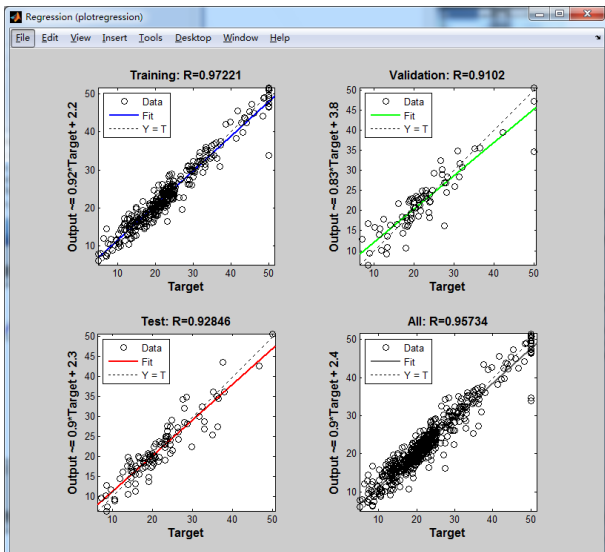 Regression (plotregression)
File Edit View Insert Tools Desktop Window Help
Training: R=0.97221
Output ~= 0.92*Target + 2.2
50
40
30
20
10
Data
Fit
Y = T
10 20 30 40 50
Target
Validation: R=0.9102
Output ~= 0.83*Target + 3.8
50
45
40
35
30
25
20
15
10
Data
Fit
Y = T
10 20 30 40 50
Target
Test: R=0.92846
Output ~= 0.9*Target + 2.3
50
45
40
35
30
25
20
15
10
Data
Fit
Y = T
10 20 30 40 50
Target
All: R=0.95734
Output ~= 0.9*Target + 2.4
50
40
30
20
10
Data
Fit
Y = T
10 20 30 40 50
Target